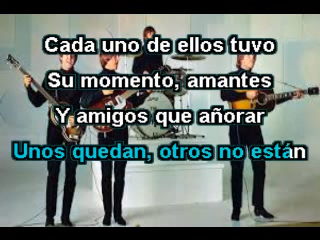 Cada uno de ellos tuvo
Su momento, amantes
Y amigos que añorar
Unos quedan, otros no están